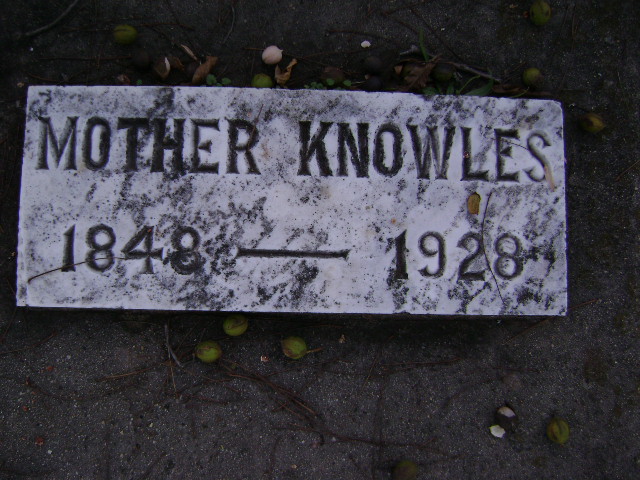 MOTHER KNOWLES
1848 — 1928